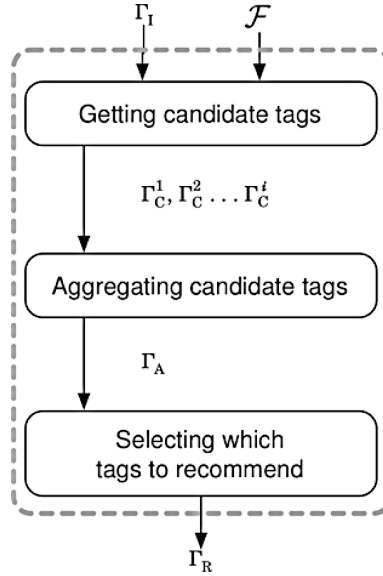 Γ_I 𝓕
Getting candidate tags
Γ_C^1, Γ_C^2 … Γ_C^i
Aggregating candidate tags
Γ_A
Selecting which
tags to recommend
Γ_R